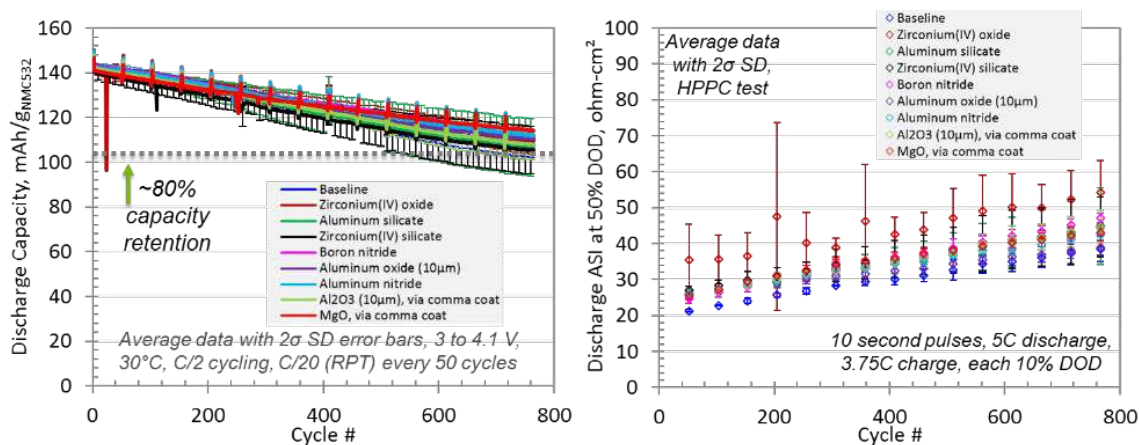 160
140
120
100
80
60
40
20
0
Discharge Capacity, mAh/gNMC532
~80%
capacity
retention
Baseline
Zirconium(IV) oxide
Aluminum silicate
Zirconium(IV) silicate
Boron nitride
Aluminum oxide (10µm)
Aluminum nitride
Al2O3 (10µm), via comma coat
MgO, via comma coat
Average data with 2σ SD error bars, 3 to 4.1 V,
30°C, C/2 cycling, C/20 (RPT) every 50 cycles
0
200
400
600
800
Cycle #
100
90
80
70
60
50
40
30
20
10
0
Discharge ASI at 50% DOD, ohm-cm²
Average data
with 2σ SD,
HPPC test
Baseline
Zirconium(IV) oxide
Aluminum silicate
Zirconium(IV) silicate
Boron nitride
Aluminum oxide (10µm)
Aluminum nitride
Al2O3 (10µm), via comma coat
MgO, via comma coat
10 second pulses, 5C discharge,
3.75C charge, each 10% DOD
0
200
400
600
800
Cycle #